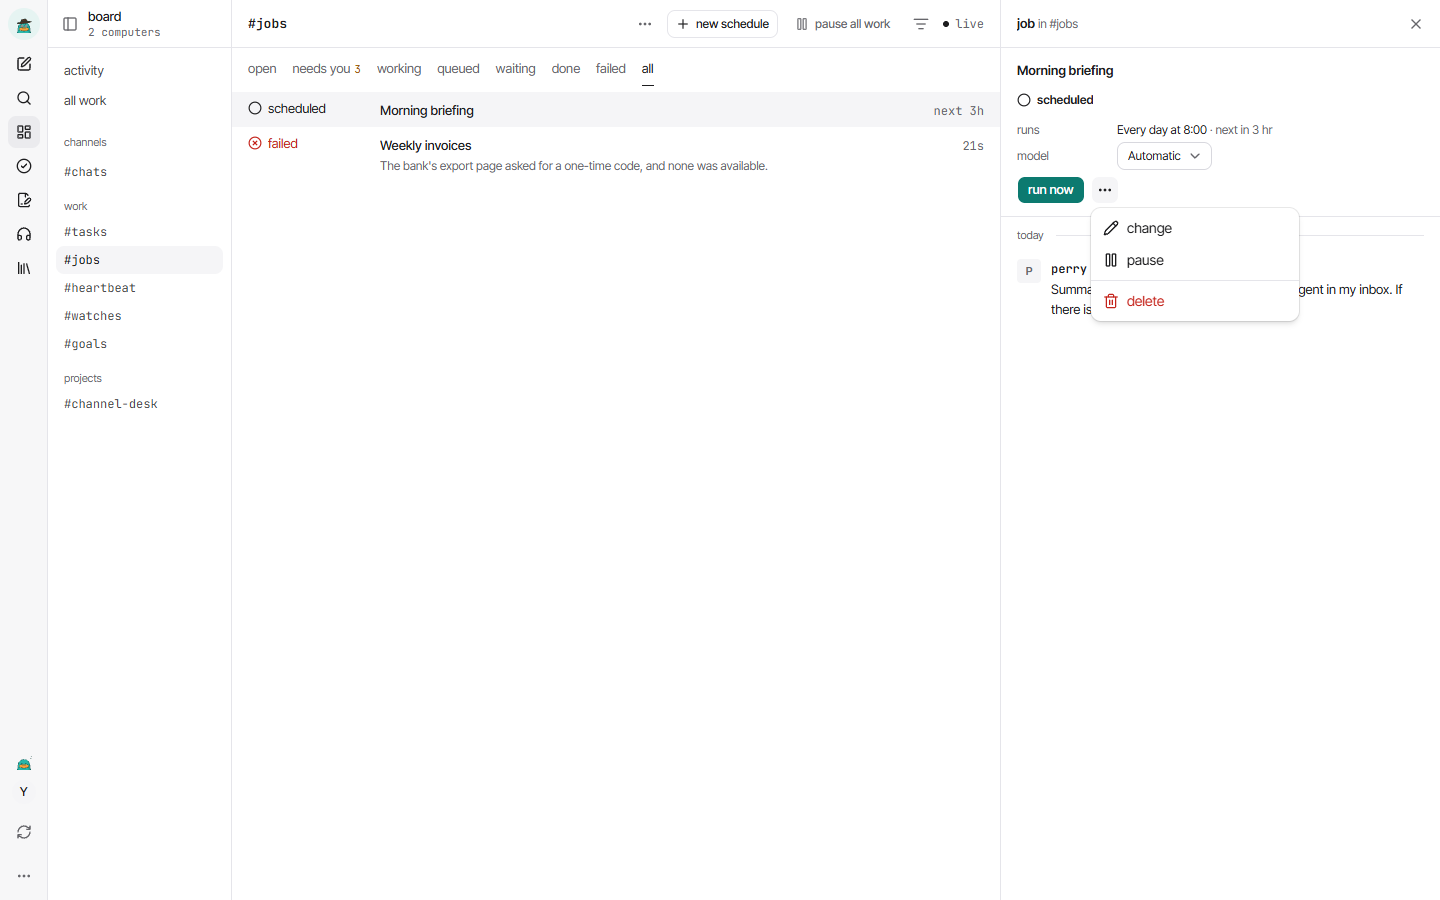 board
2 computers
activity
all work
channels
#chats
work
#tasks
#jobs
#heartbeat
#watches
#goals
projects
#channel-desk
Y
#jobs
new schedule
pause all work
live
open needs you 3 working queued waiting done failed all
scheduled Morning briefing next 3h
failed Weekly invoices 21s
The bank's export page asked for a one-time code, and none was available.
job in #jobs
Morning briefing
scheduled
runs Every day at 8:00 · next in 3 hr
model Automatic
run now
change
pause
delete
today
P perry
gent in my inbox. If
there is